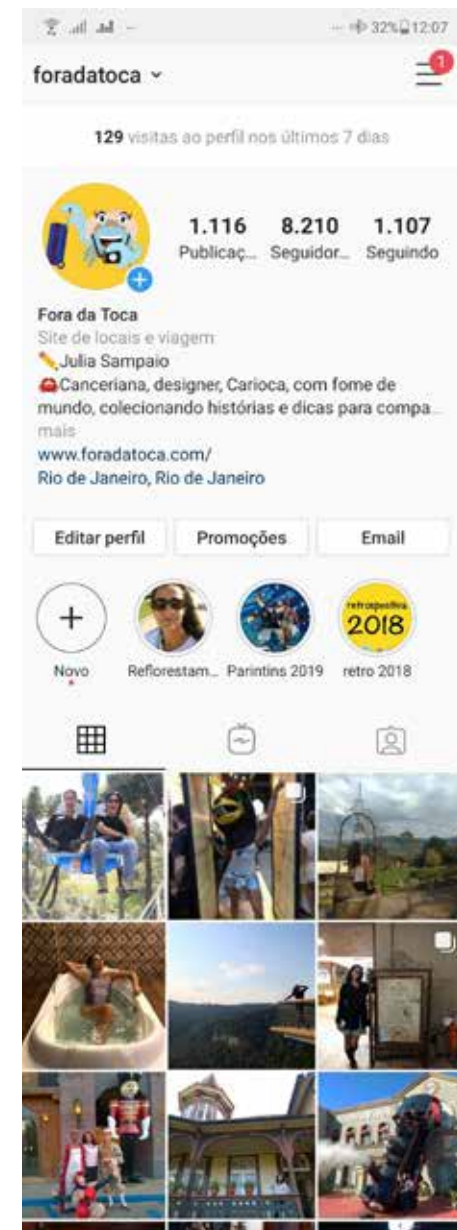 32% 12:07
foradatoca
1
129 visitas ao perfil nos últimos 7 dias
1.116 8.210 1.107
Publicaç... Seguidor... Seguindo
Fora da Toca
Site de locais e viagem
Julia Sampaio
Canceriana, designer, Carioca, com fome de
mundo, colecionando histórias e dicas para compa...
mais
www.foradatoca.com/
Rio de Janeiro, Rio de Janeiro
Editar perfil Promoções Email
retrospectiva
2018
Novo Reflorestam... Parintins 2019 retro 2018